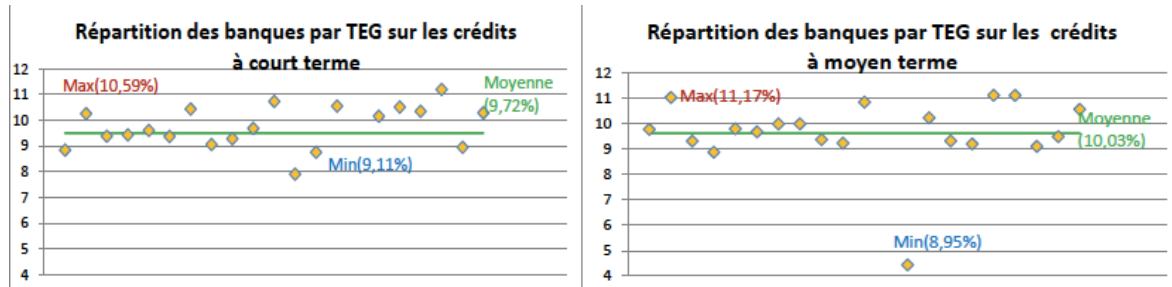 Répartition des banques par TEG sur les crédits
à court terme
12
11
10
9
8
7
6
5
4
Max(10,59%)
Moyenne
(9,72%)
Min(9,11%)
Répartition des banques par TEG sur les crédits
à moyen terme
12
11
10
9
8
7
6
5
4
Max(11,17%)
Moyenne
(10,03%)
Min(8,95%)